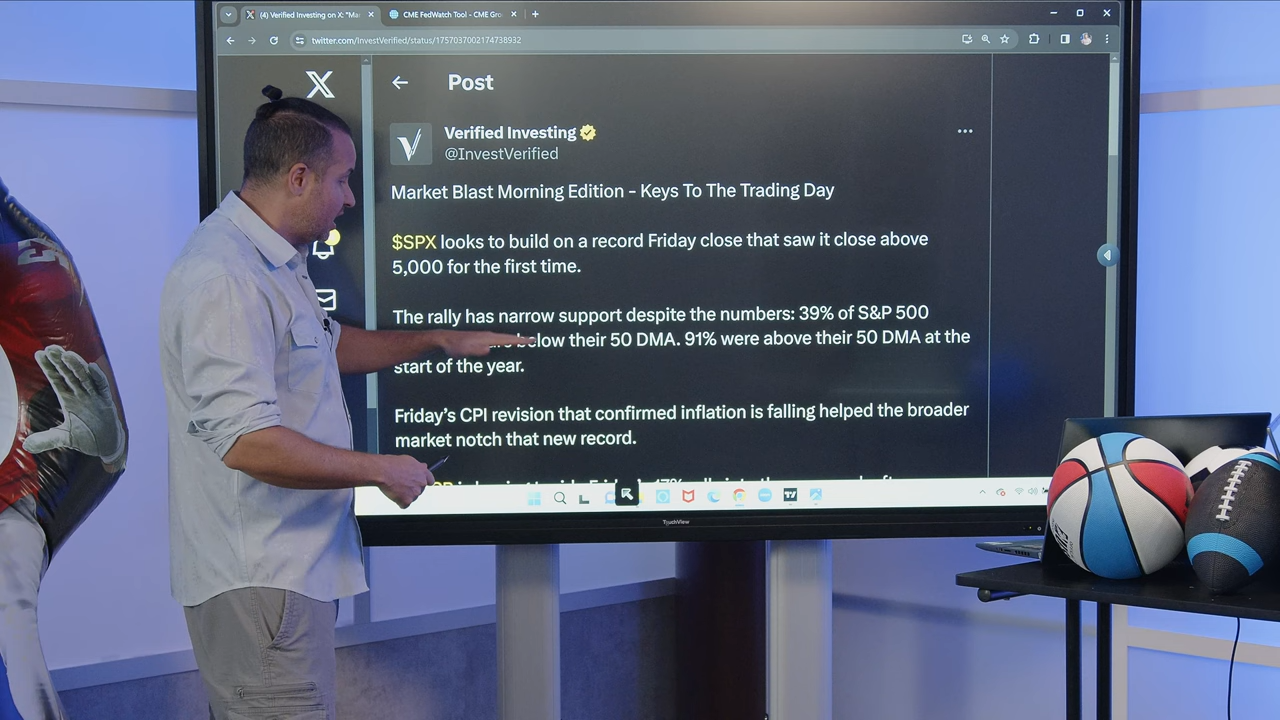 (4) Verified Investing on X: "Mar
CME FedWatch Tool - CME Gro
twitter.com/InvestVerified/status/1757037002174738932
Post
Verified Investing
@InvestVerified
Market Blast Morning Edition - Keys To The Trading Day
$SPX looks to build on a record Friday close that saw it close above
5,000 for the first time.
The rally has narrow support despite the numbers: 39% of S&P 500
below their 50 DMA. 91% were above their 50 DMA at the
start of the year.
Friday's CPI revision that confirmed inflation is falling helped the broader
market notch that new record.
TouchView